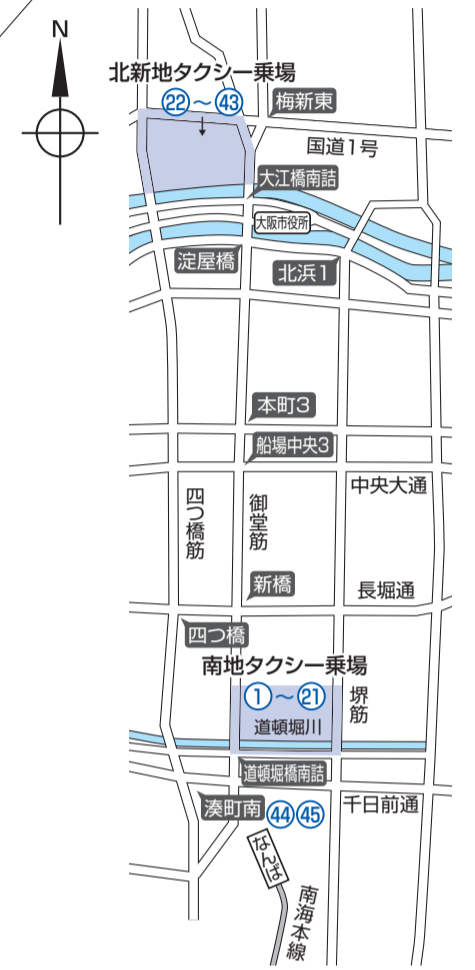 N
北新地タクシー乗場
㉒～㊸
梅新東
国道1号
大江橋南詰
大阪市役所
淀屋橋
北浜1
本町3
船場中央3
中央大通
四つ橋筋
御堂筋
新橋
長堀通
四つ橋
南地タクシー乗場
①～㉑
堺筋
道頓堀川
道頓堀橋南詰
湊町南
㊹㊺
千日前通
なんば
南海本線